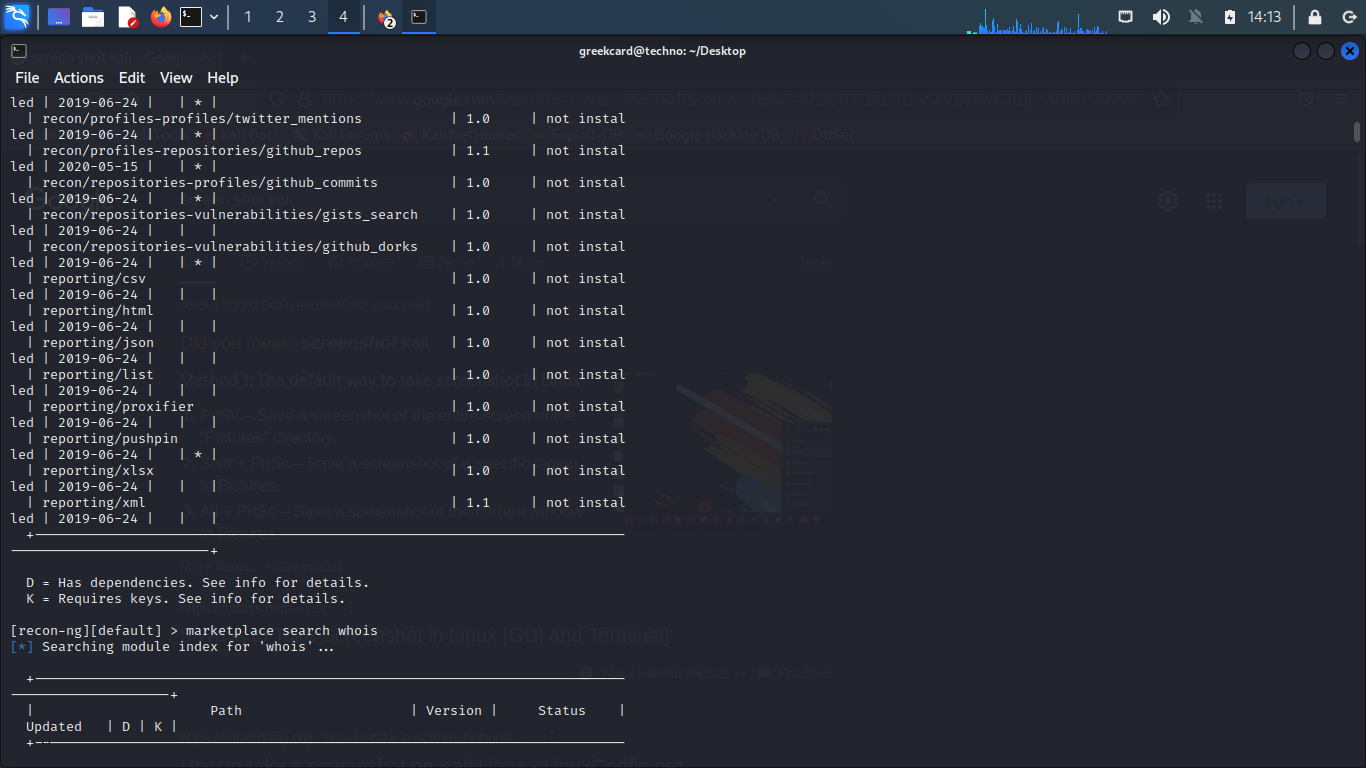 1 2 3 4 2 14:13
greekcard@techno: ~/Desktop
File Actions Edit View Help
led | 2019-06-24 | | * |
| recon/profiles-profiles/twitter_mentions | 1.0 | not instal
led | 2019-06-24 | | * |
| recon/profiles-repositories/github_repos | 1.1 | not instal
led | 2020-05-15 | | * |
| recon/repositories-profiles/github_commits | 1.0 | not instal
led | 2019-06-24 | | * |
| recon/repositories-vulnerabilities/gists_search | 1.0 | not instal
led | 2019-06-24 | | |
| recon/repositories-vulnerabilities/github_dorks | 1.0 | not instal
led | 2019-06-24 | | * |
| reporting/csv | 1.0 | not instal
led | 2019-06-24 | | |
| reporting/html | 1.0 | not instal
led | 2019-06-24 | | |
| reporting/json | 1.0 | not instal
led | 2019-06-24 | | |
| reporting/list | 1.0 | not instal
led | 2019-06-24 | | |
| reporting/proxifier | 1.0 | not instal
led | 2019-06-24 | | |
| reporting/pushpin | 1.0 | not instal
led | 2019-06-24 | | * |
| reporting/xlsx | 1.0 | not instal
led | 2019-06-24 | | |
| reporting/xml | 1.1 | not instal
led | 2019-06-24 | | |
D = Has dependencies. See info for details.
K = Requires keys. See info for details.
[recon-ng][default] > marketplace search whois
[*] Searching module index for 'whois'...
| Path | Version | Status |
Updated | D | K |